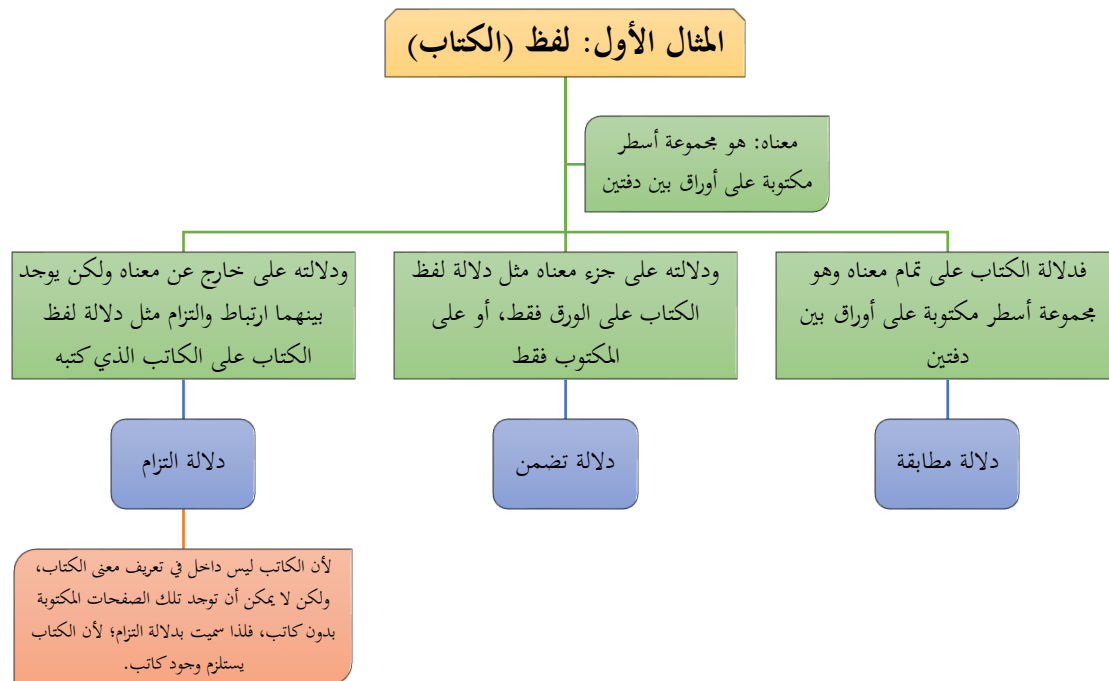 المثال الأول: لفظ (الكتاب)
معناه: هو مجموعة أسطر
مكتوبة على أوراق بين دفتين
فدلالة الكتاب على تمام معناه وهو
مجموعة أسطر مكتوبة على أوراق بين
دفتين
دلالة مطابقة
ودلالته على جزء معناه مثل دلالة لفظ
الكتاب على الورق فقط، أو على
المكتوب فقط
دلالة تضمن
ودلالته على خارج عن معناه ولكن يوجد
بينهما ارتباط والتزام مثل دلالة لفظ
الكتاب على الكاتب الذي كتبه
دلالة التزام
لأن الكاتب ليس داخل في تعريف معنى الكتاب،
ولكن لا يمكن أن توجد تلك الصفحات المكتوبة
بدون كاتب، فلذا سميت بدلالة التزام؛ لأن الكتاب
يستلزم وجود كاتب.